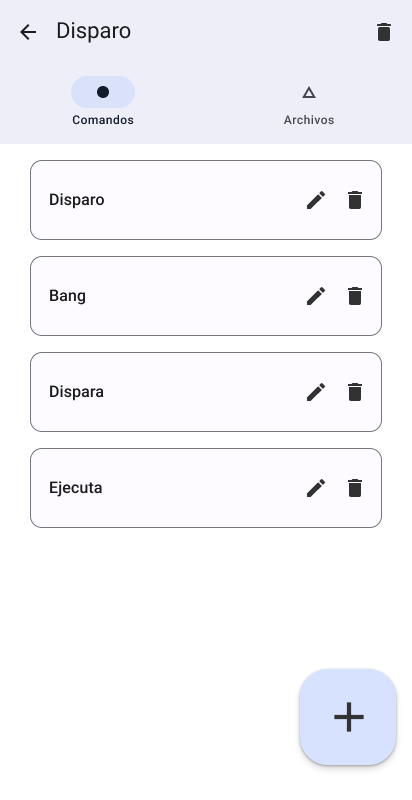 Disparo
Comandos
Archivos
Disparo
Bang
Dispara
Ejecuta